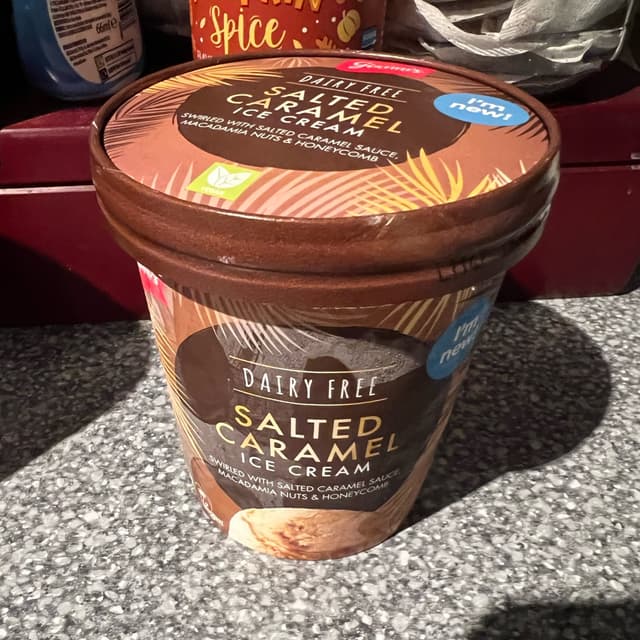 Spice
66ml
DAIRY FREE
SALTED
CARAMEL
ICE CREAM
SWIRLED WITH SALTED CARAMEL SAUCE,
MACADAMIA NUTS & HONEYCOMB
I'm
new!
I'm
new!
DAIRY FREE
SALTED
CARAMEL
ICE CREAM
SWIRLED WITH SALTED CARAMEL SAUCE,
MACADAMIA NUTS & HONEYCOMB